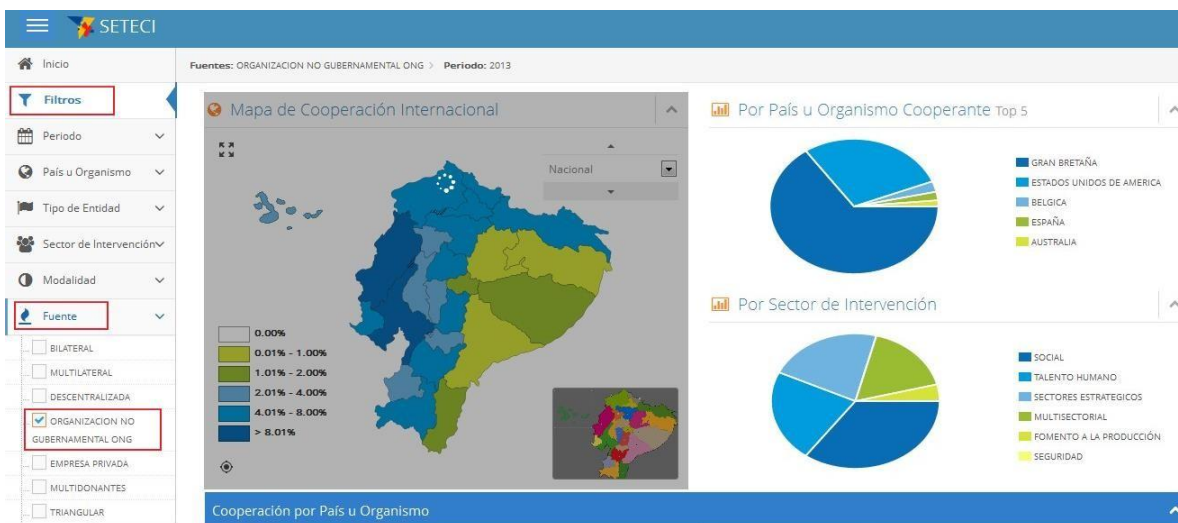 SETECI
Inicio
Fuentes: ORGANIZACION NO GUBERNAMENTAL ONG > Periodo: 2013
Filtros
Periodo
País u Organismo
Tipo de Entidad
Sector de Intervención
Modalidad
Fuente
BILATERAL
MULTILATERAL
DESCENTRALIZADA
ORGANIZACION NO
GUBERNAMENTAL ONG
EMPRESA PRIVADA
MULTIDONANTES
TRIANGULAR
Mapa de Cooperación Internacional
Nacional
0.00%
0.01% - 1.00%
1.01% - 2.00%
2.01% - 4.00%
4.01% - 8.00%
> 8.01%
Por País u Organismo Cooperante Top 5
GRAN BRETAÑA
ESTADOS UNIDOS DE AMERICA
BELGICA
ESPAÑA
AUSTRALIA
Por Sector de Intervención
SOCIAL
TALENTO HUMANO
SECTORES ESTRATEGICOS
MULTISECTORIAL
FOMENTO A LA PRODUCCIÓN
SEGURIDAD
Cooperación por País u Organismo